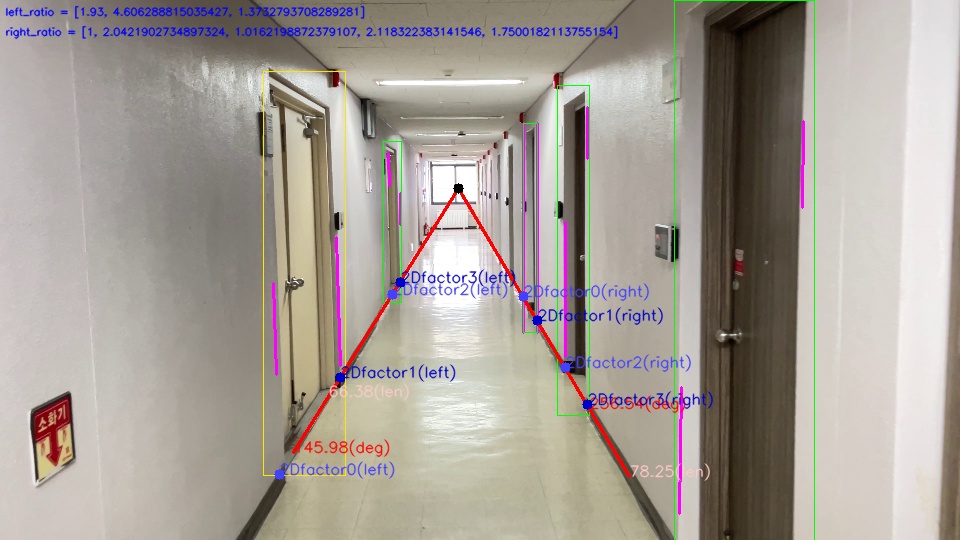 left_ratio = [1.93, 4.606288815035427, 1.3732793708289281]
right_ratio = [1, 2.0421902734897324, 1.0162198872379107, 2.118322383141546, 1.7500182113755154]
2Dfactor3(left)
2Dfactor2(left)
2Dfactor0(right)
2Dfactor1(right)
2Dfactor2(right)
2Dfactor1(left)
66.38(len)
2Dfactor3(right)
소화기
45.98(deg)
2Dfactor0(left)
78.25(len)